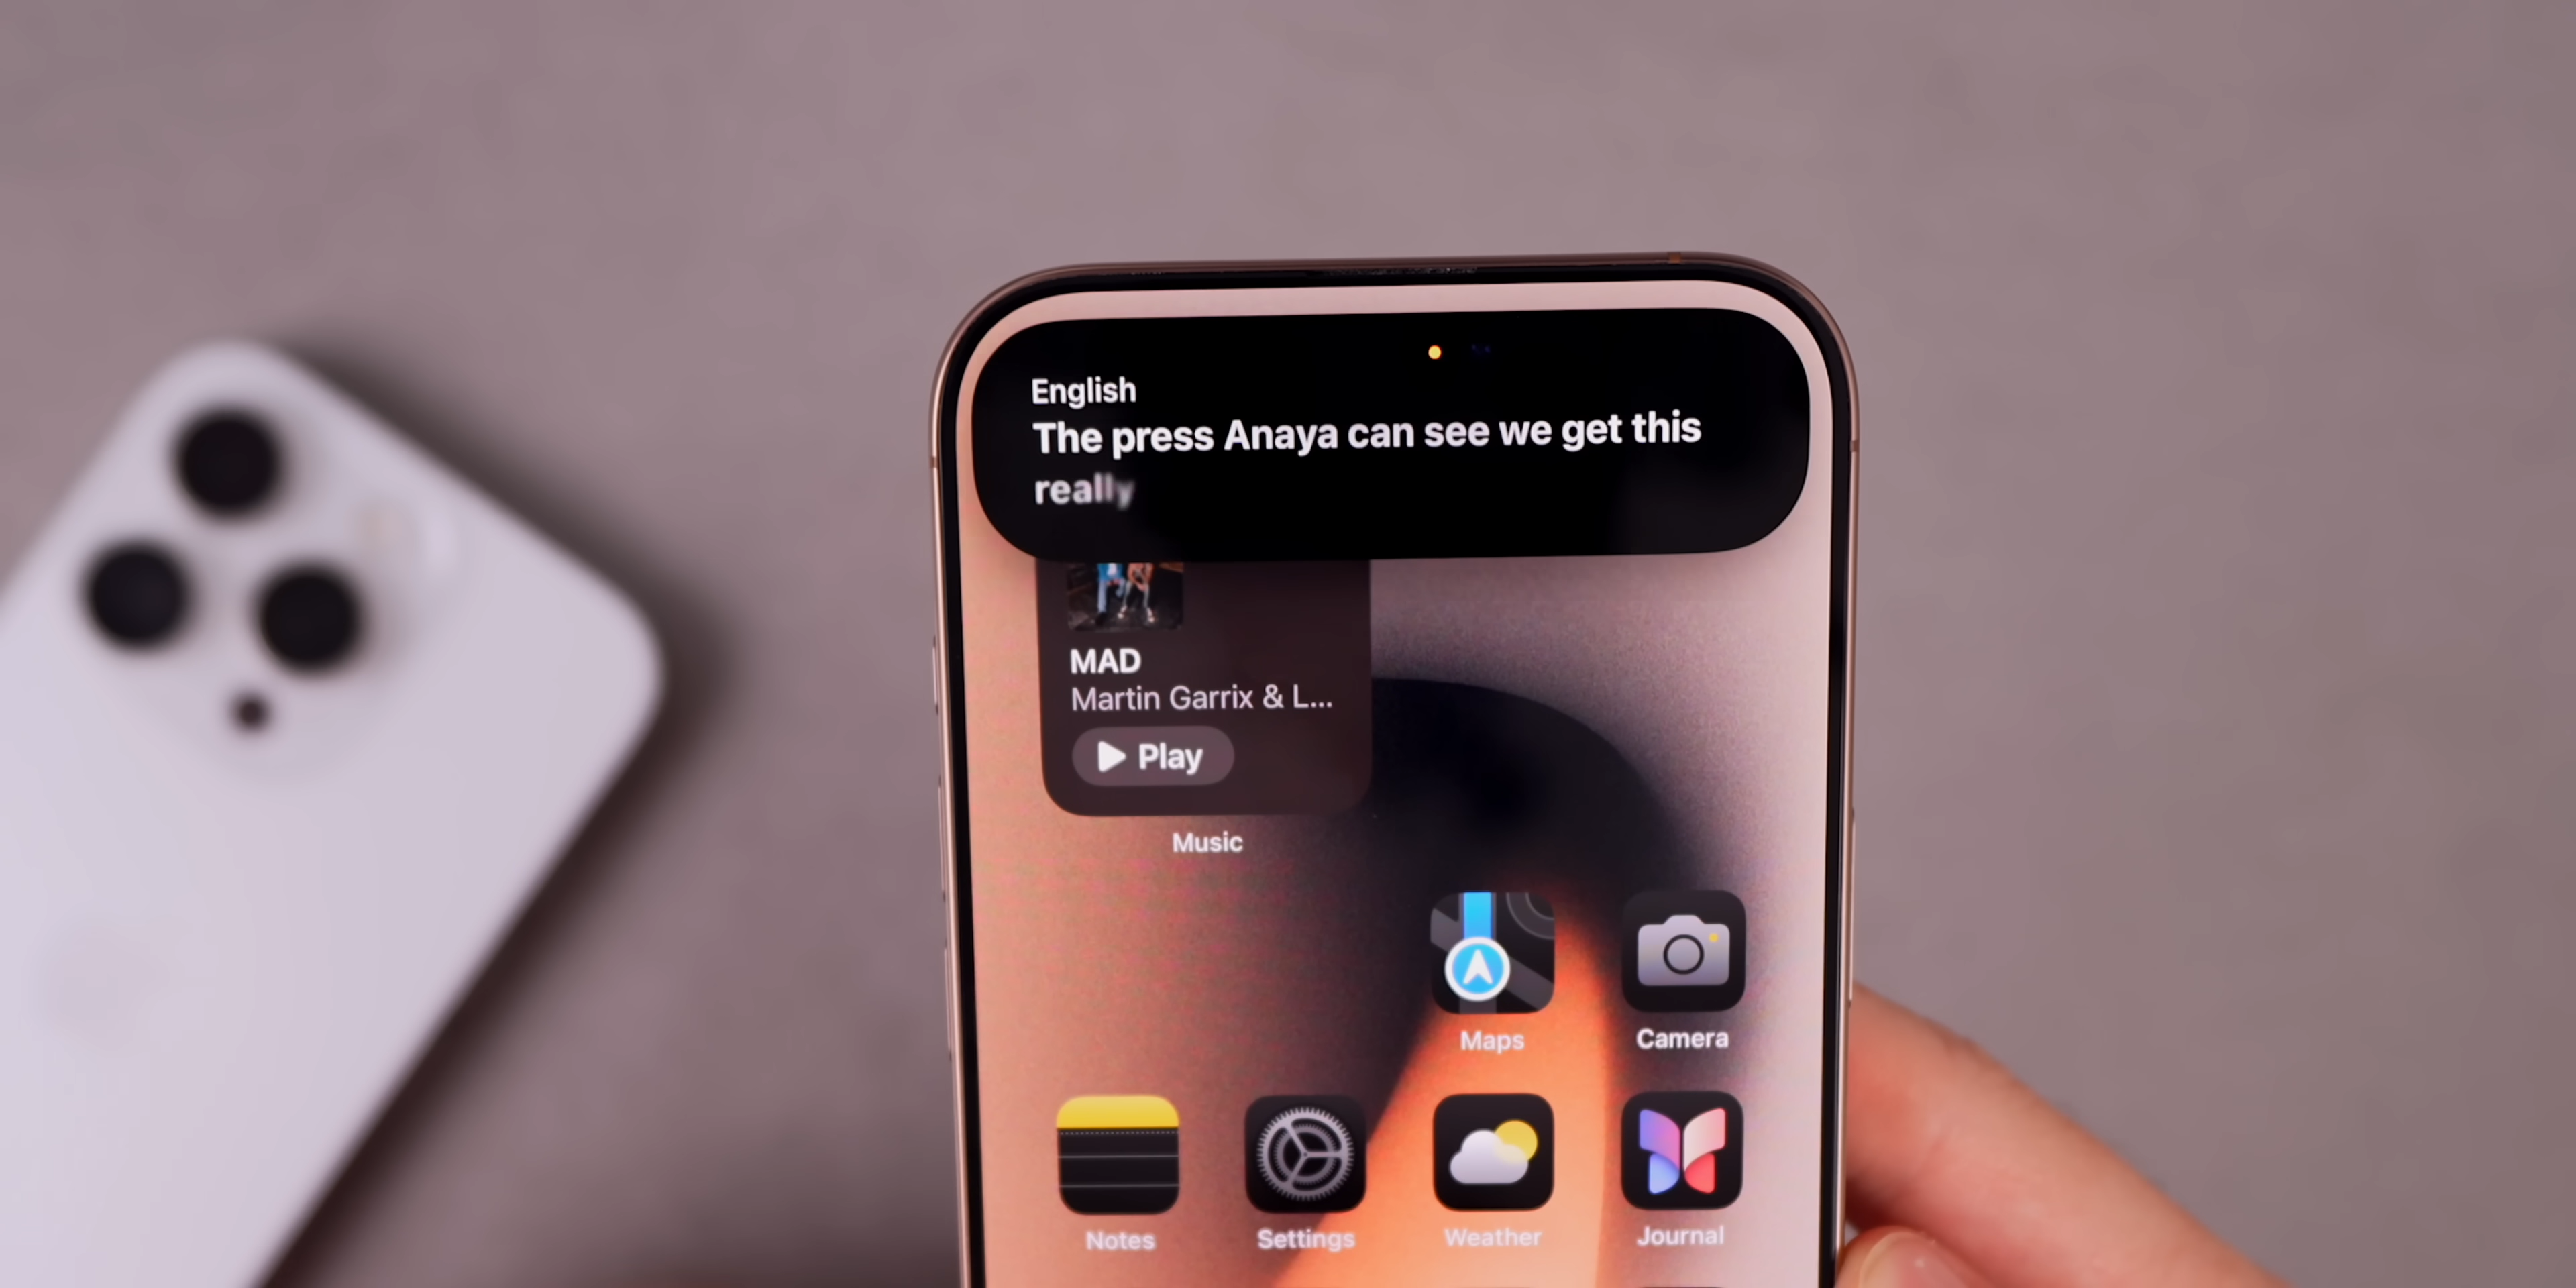 English
The press Anaya can see we get this
really
MAD
Martin Garrix & L...
Play
Music
Maps
Camera
Notes
Settings
Weather
Journal